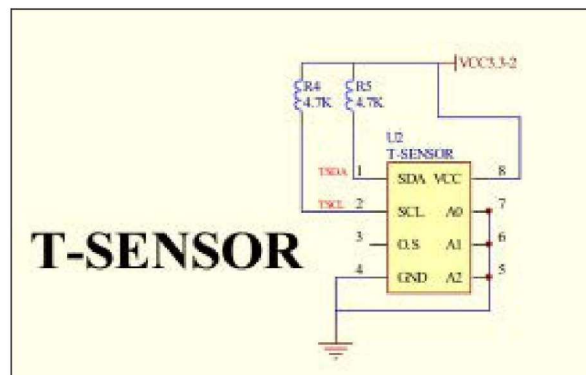 VCC3.3-2
R4
4.7K
R5
4.7K
U2
T-SENSOR
TSDA 1 SDA VCC 8
TSCL 2 SCL A0 7
3 O.S A1 6
4 GND A2 5
T-SENSOR